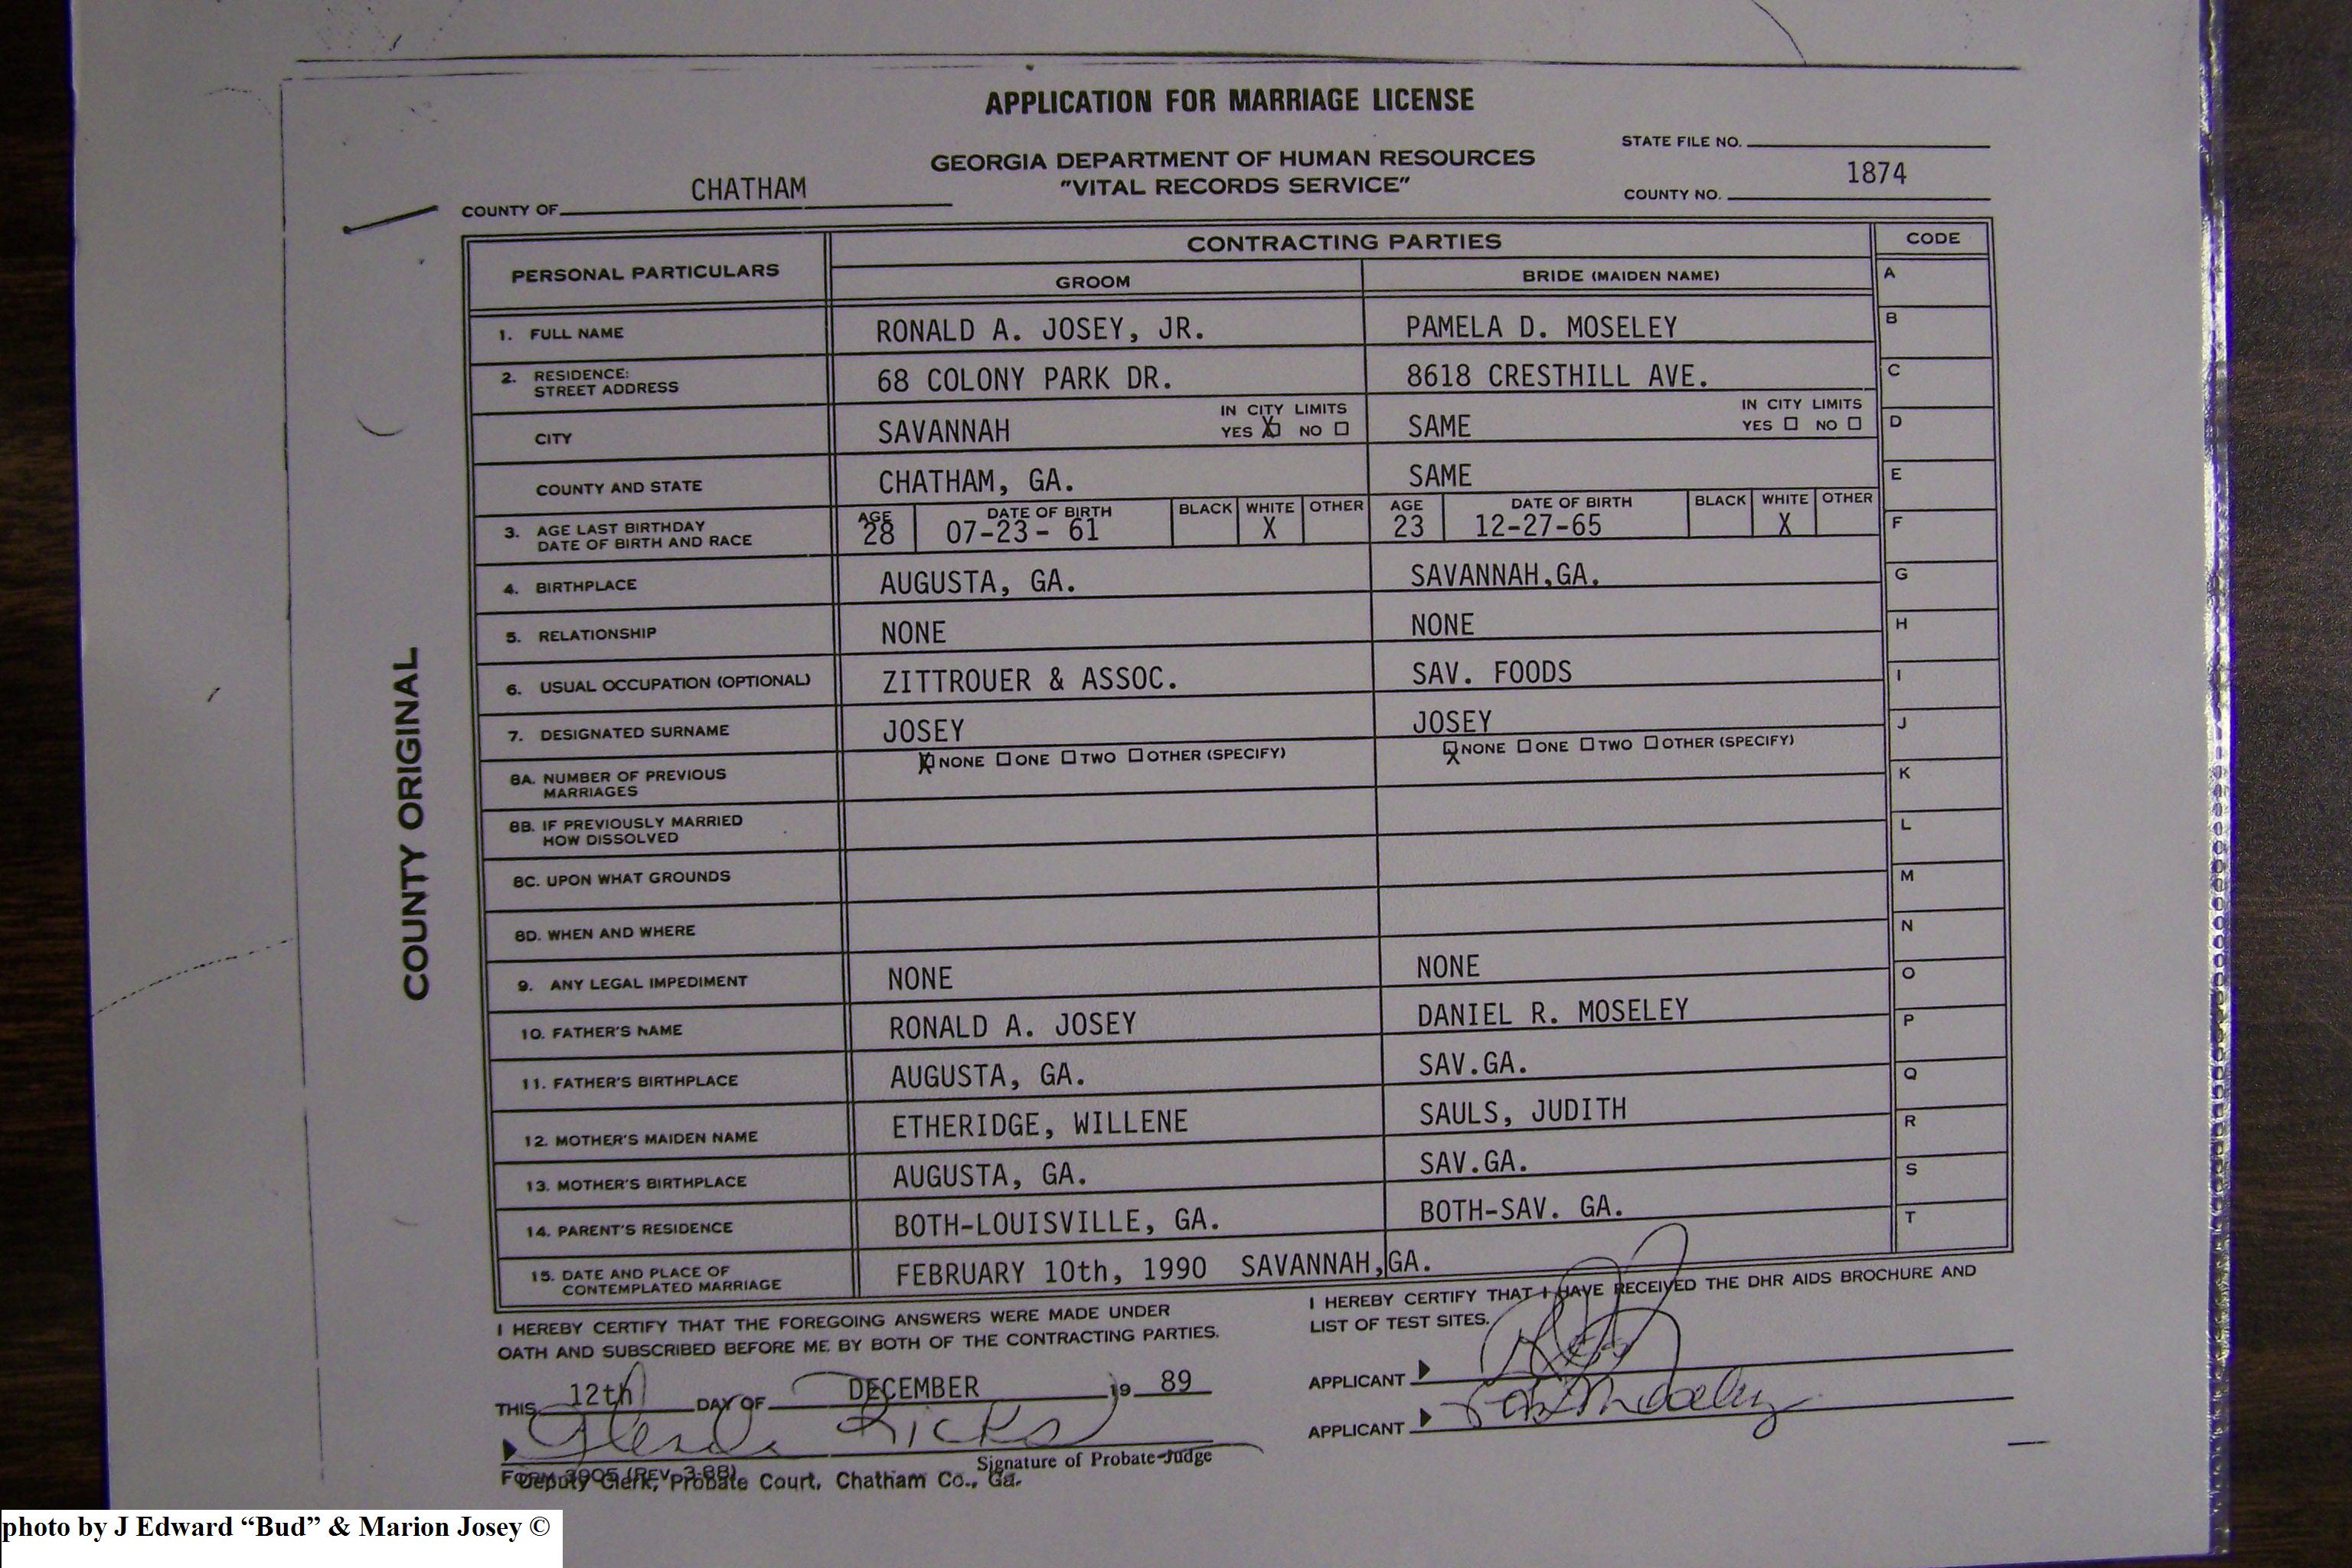 APPLICATION FOR MARRIAGE LICENSE
GEORGIA DEPARTMENT OF HUMAN RESOURCES
"VITAL RECORDS SERVICE"
STATE FILE NO.
COUNTY OF CHATHAM
COUNTY NO. 1874
COUNTY ORIGINAL
PERSONAL PARTICULARS
CONTRACTING PARTIES
CODE
GROOM BRIDE (MAIDEN NAME)
A
1. FULL NAME RONALD A. JOSEY, JR. PAMELA D. MOSELEY B
2. RESIDENCE: STREET ADDRESS 68 COLONY PARK DR. 8618 CRESTHILL AVE. C
CITY SAVANNAH IN CITY LIMITS YES X NO SAME IN CITY LIMITS YES NO D
COUNTY AND STATE CHATHAM, GA. SAME E
3. AGE LAST BIRTHDAY DATE OF BIRTH AND RACE AGE 28 DATE OF BIRTH 07-23- 61 BLACK WHITE X OTHER AGE 23 DATE OF BIRTH 12-27-65 BLACK WHITE X OTHER F
4. BIRTHPLACE AUGUSTA, GA. SAVANNAH,GA. G
5. RELATIONSHIP NONE NONE H
6. USUAL OCCUPATION (OPTIONAL) ZITTROUER & ASSOC. SAV. FOODS I
7. DESIGNATED SURNAME JOSEY JOSEY J
8A. NUMBER OF PREVIOUS MARRIAGES X NONE ONE TWO OTHER (SPECIFY) X NONE ONE TWO OTHER (SPECIFY) K
8B. IF PREVIOUSLY MARRIED HOW DISSOLVED L
8C. UPON WHAT GROUNDS M
8D. WHEN AND WHERE N
9. ANY LEGAL IMPEDIMENT NONE NONE O
10. FATHER'S NAME RONALD A. JOSEY DANIEL R. MOSELEY P
11. FATHER'S BIRTHPLACE AUGUSTA, GA. SAV.GA. Q
12. MOTHER'S MAIDEN NAME ETHERIDGE, WILLENE SAULS, JUDITH R
13. MOTHER'S BIRTHPLACE AUGUSTA, GA. SAV.GA. S
14. PARENT'S RESIDENCE BOTH-LOUISVILLE, GA. BOTH-SAV. GA. T
15. DATE AND PLACE OF CONTEMPLATED MARRIAGE FEBRUARY 10th, 1990 SAVANNAH,GA.
I HEREBY CERTIFY THAT THE FOREGOING ANSWERS WERE MADE UNDER
OATH AND SUBSCRIBED BEFORE ME BY BOTH OF THE CONTRACTING PARTIES.
THIS 12th DAY OF DECEMBER 19 89
Ricks
Signature of Probate Judge
FORM 3905 (REV. 3-88)
Deputy Clerk, Probate Court, Chatham Co., Ga.
I HEREBY CERTIFY THAT I HAVE RECEIVED THE DHR AIDS BROCHURE AND
LIST OF TEST SITES.
APPLICANT
APPLICANT Moseley
photo by J Edward “Bud” & Marion Josey ©